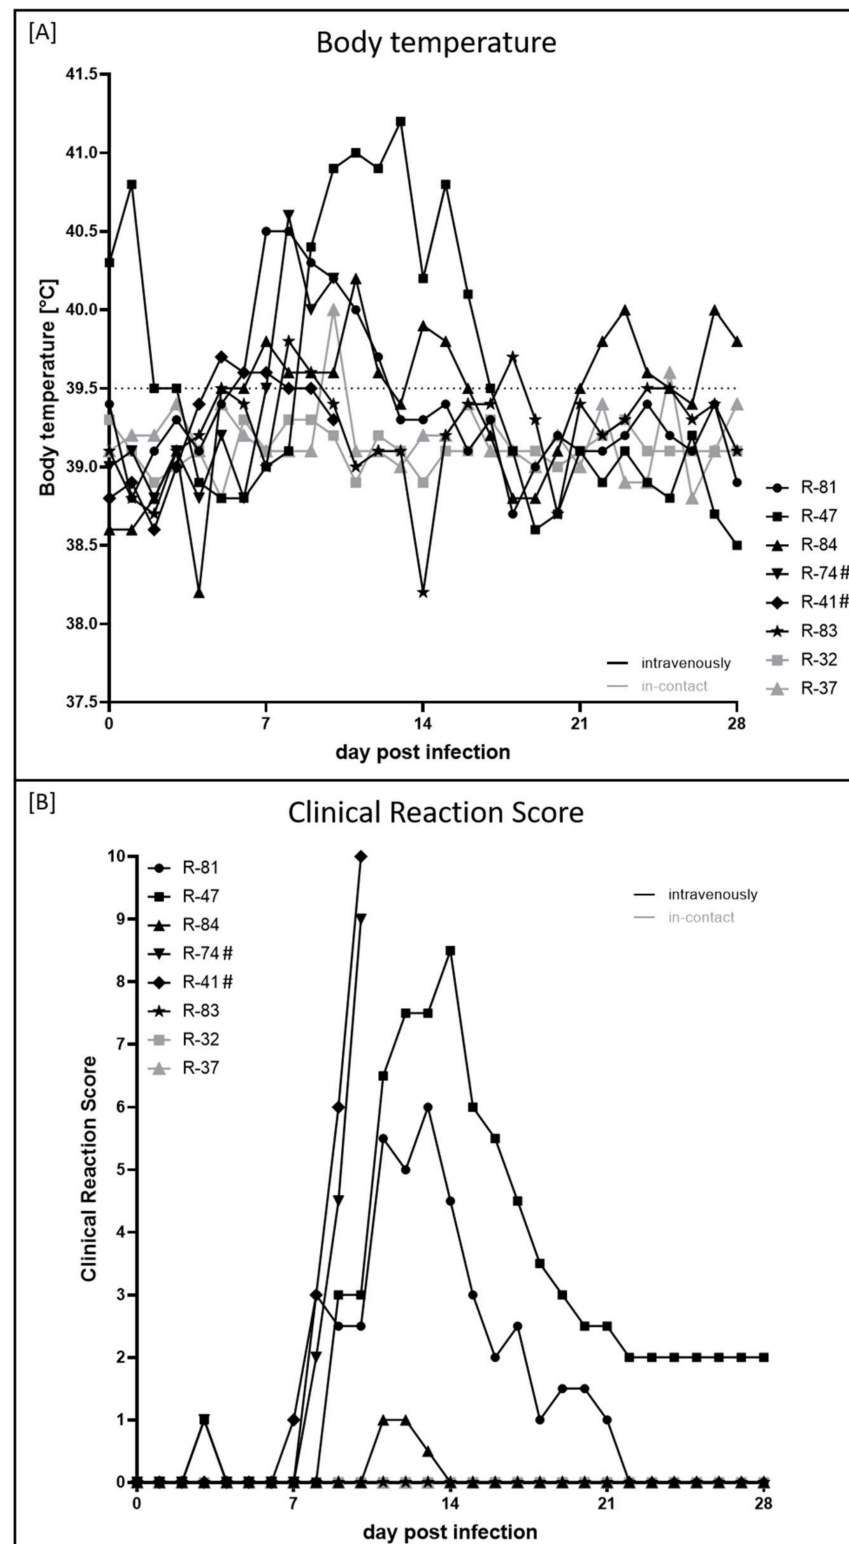 [A]
Body temperature
41.5
41.0
40.5
40.0
39.5
39.0
38.5
38.0
37.5
Body temperature [°C]
0 7 14 21 28
day post infection
intravenously
in-contact
R-81
R-47
R-84
R-74#
R-41#
R-83
R-32
R-37
[B]
Clinical Reaction Score
10
9
8
7
6
5
4
3
2
1
0
Clinical Reaction Score
R-81
R-47
R-84
R-74#
R-41#
R-83
R-32
R-37
intravenously
in-contact
0 7 14 21 28
day post infection